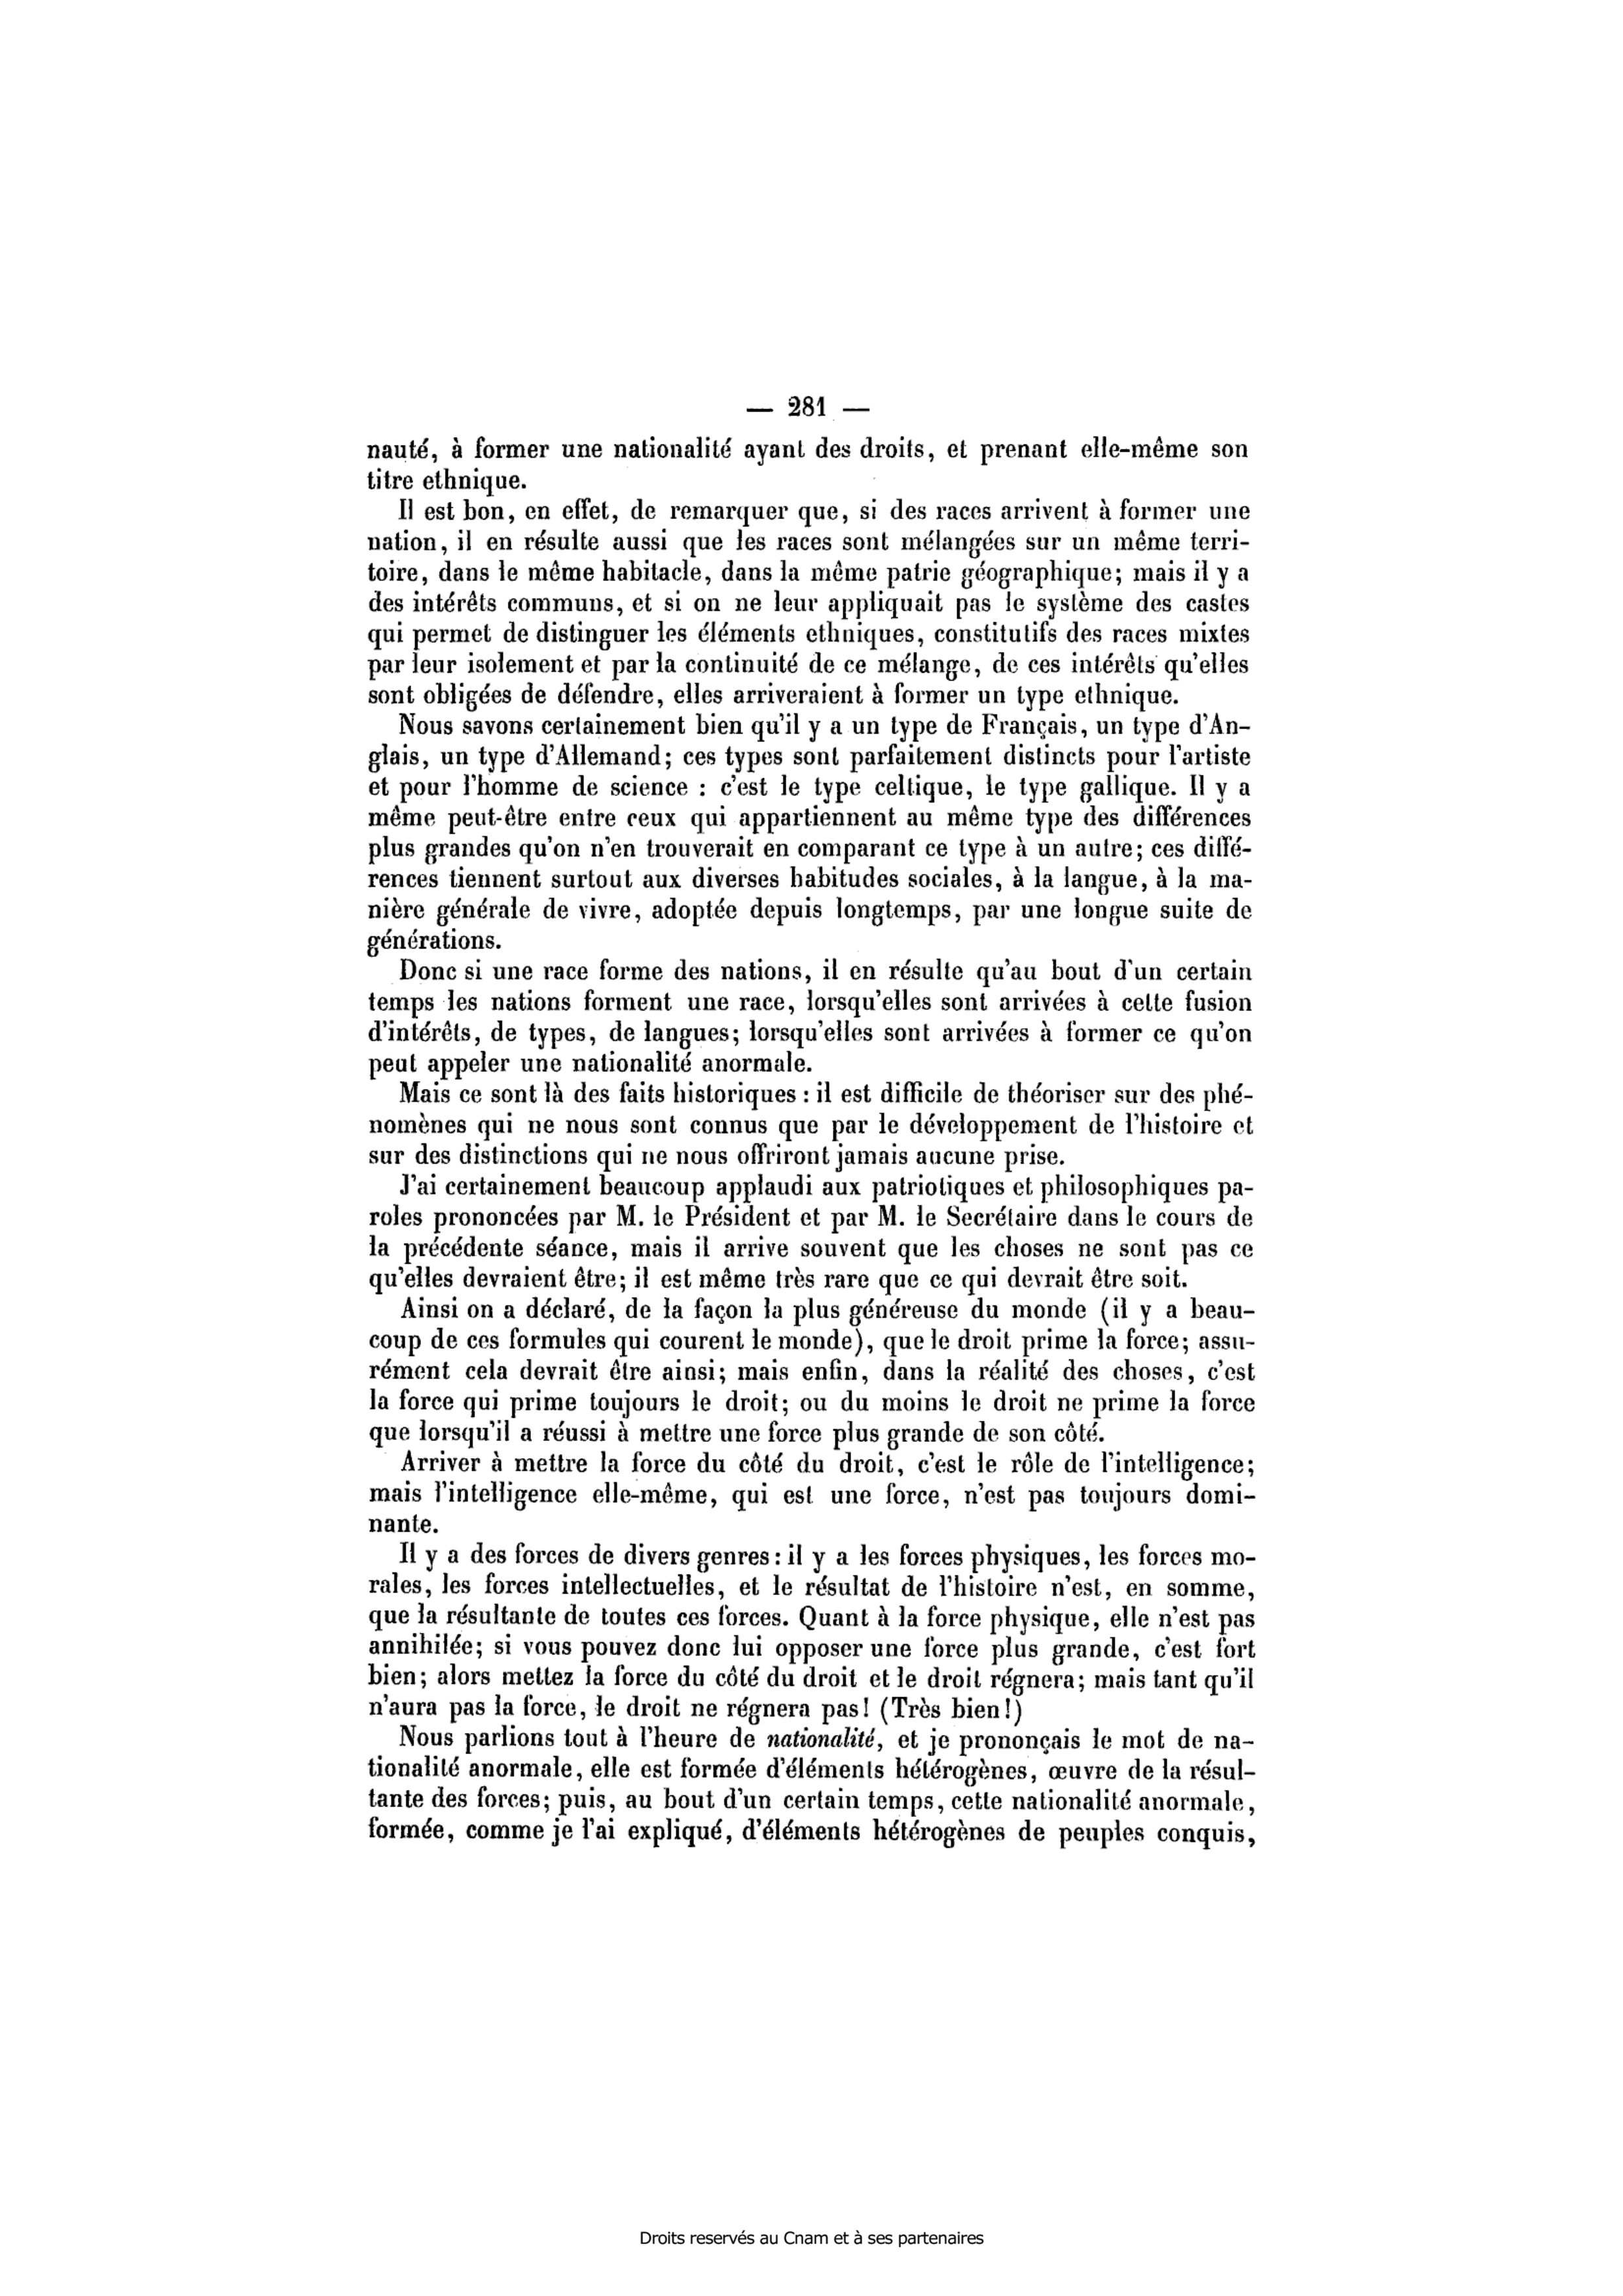 — 281 —
nauté, à former une nationalité ayant des droits, et prenant elle-même son
titre ethnique.
Il est bon, en effet, de remarquer que, si des races arrivent à former une
nation, il en résulte aussi que les races sont mélangées sur un même terri-
toire, dans le même habitacle, dans la même patrie géographique; mais il y a
des intérêts communs, et si on ne leur appliquait pas le système des castes
qui permet de distinguer les éléments ethniques, constitutifs des races mixtes
par leur isolement et par la continuité de ce mélange, de ces intérêts qu'elles
sont obligées de défendre, elles arriveraient à former un type ethnique.
Nous savons certainement bien qu'il y a un type de Français, un type d'An-
glais, un type d'Allemand; ces types sont parfaitement distincts pour l'artiste
et pour l'homme de science : c'est le type celtique, le type gallique. Il y a
même peut-être entre ceux qui appartiennent au même type des différences
plus grandes qu'on n'en trouverait en comparant ce type à un autre; ces diffé-
rences tiennent surtout aux diverses habitudes sociales, à la langue, à la ma-
nière générale de vivre, adoptée depuis longtemps, par une longue suite de
générations.
Donc si une race forme des nations, il en résulte qu'au bout d'un certain
temps les nations forment une race, lorsqu'elles sont arrivées à cette fusion
d'intérêts, de types, de langues; lorsqu'elles sont arrivées à former ce qu'on
peut appeler une nationalité anormale.
Mais ce sont là des faits historiques : il est difficile de théoriser sur des phé-
nomènes qui ne nous sont connus que par le développement de l'histoire et
sur des distinctions qui ne nous offriront jamais aucune prise.
J'ai certainement beaucoup applaudi aux patriotiques et philosophiques pa-
roles prononcées par M. le Président et par M. le Secrétaire dans le cours de
la précédente séance, mais il arrive souvent que les choses ne sont pas ce
qu'elles devraient être; il est même très rare que ce qui devrait être soit.
Ainsi on a déclaré, de la façon la plus généreuse du monde (il y a beau-
coup de ces formules qui courent le monde), que le droit prime la force; assu-
rément cela devrait être ainsi; mais enfin, dans la réalité des choses, c'est
la force qui prime toujours le droit; ou du moins le droit ne prime la force
que lorsqu'il a réussi à mettre une force plus grande de son côté.
Arriver à mettre la force du côté du droit, c'est le rôle de l'intelligence;
mais l'intelligence elle-même, qui est une force, n'est pas toujours domi-
nante.
Il y a des forces de divers genres : il y a les forces physiques, les forces mo-
rales, les forces intellectuelles, et le résultat de l'histoire n'est, en somme,
que la résultante de toutes ces forces. Quant à la force physique, elle n'est pas
annihilée; si vous pouvez donc lui opposer une force plus grande, c'est fort
bien; alors mettez la force du côté du droit et le droit régnera; mais tant qu'il
n'aura pas la force, le droit ne régnera pas! (Très bien!)
Nous parlions tout à l'heure de nationalité, et je prononçais le mot de na-
tionalité anormale, elle est formée d'éléments hétérogènes, œuvre de la résul-
tante des forces; puis, au bout d'un certain temps, cette nationalité anormale,
formée, comme je l'ai expliqué, d'éléments hétérogènes de peuples conquis,
Droits reservés au Cnam et à ses partenaires